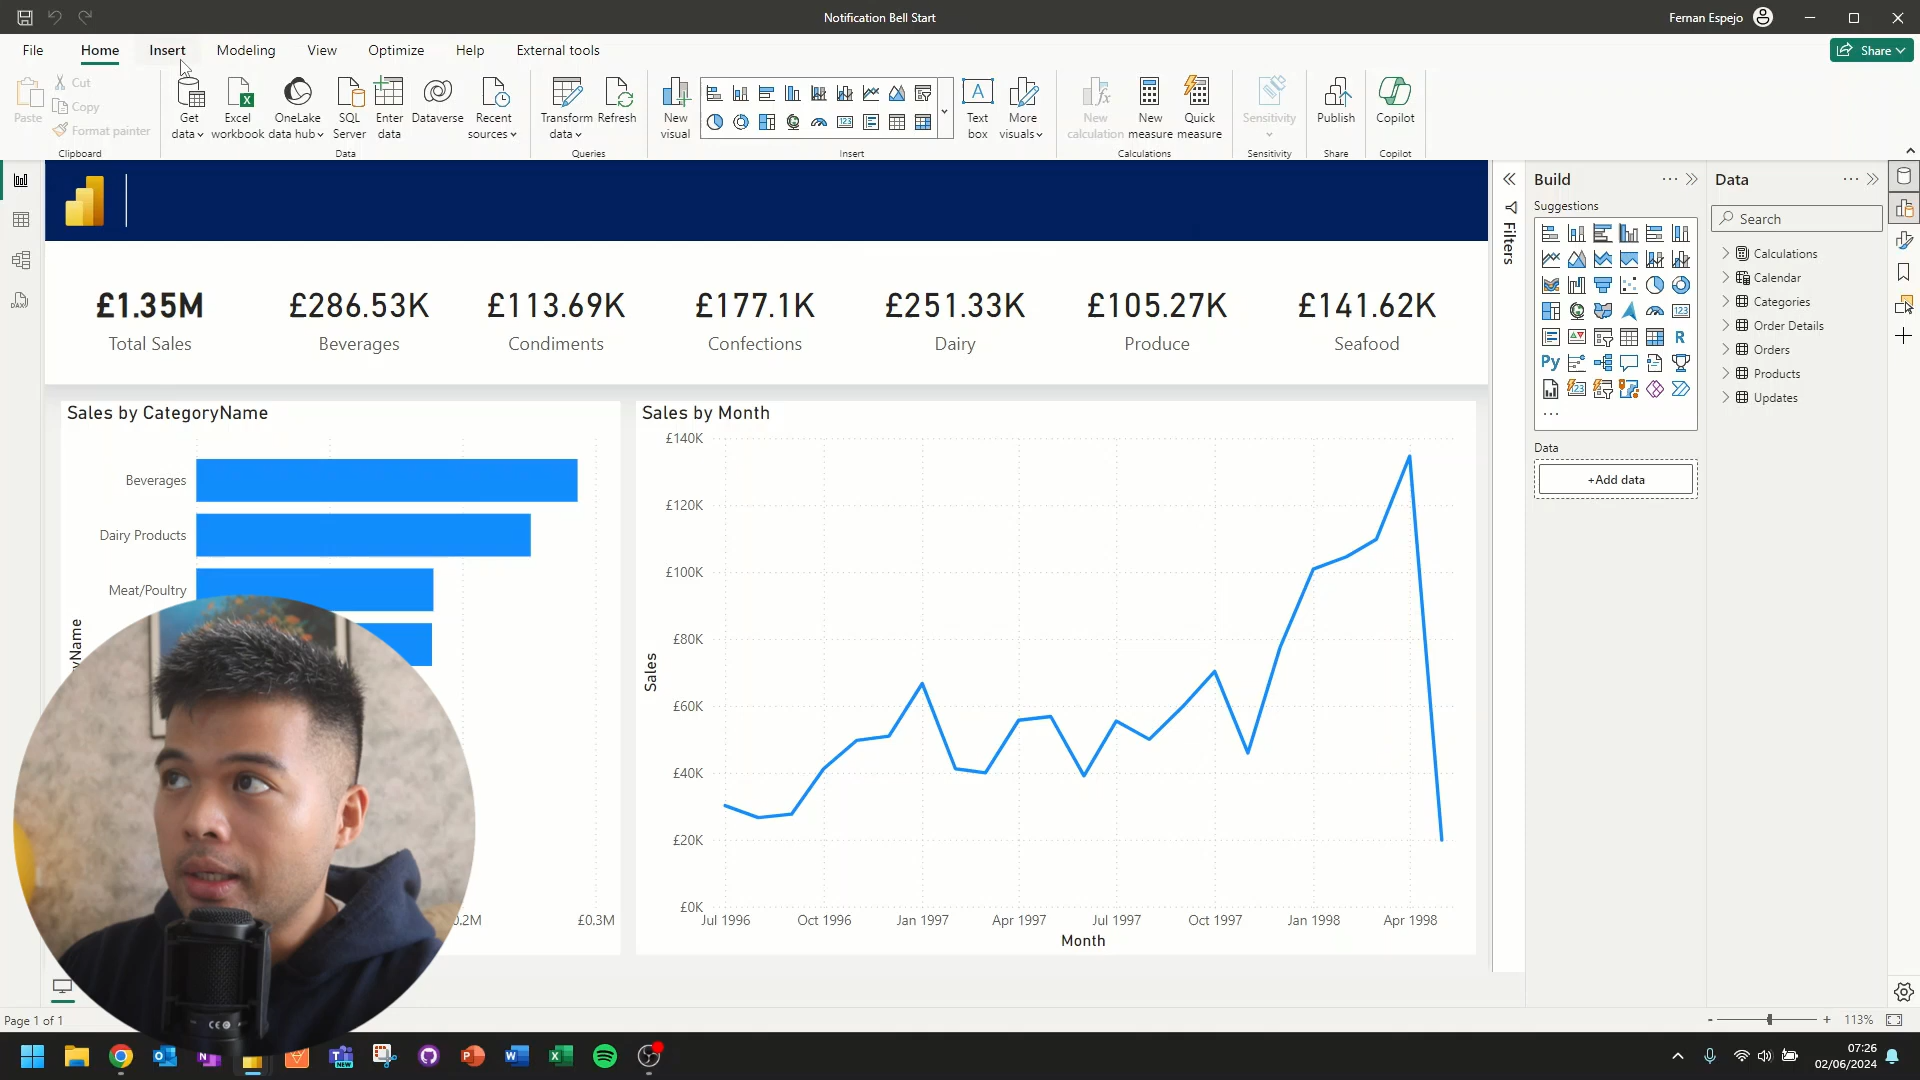 Notification Bell Start
Fernan Espejo
File
Home
Insert
Modeling
View
Optimize
Help
External tools
Share
Paste
Cut
Copy
Format painter
Clipboard
Get
data
Excel
workbook
OneLake
data hub
SQL
Server
Enter
data
Dataverse
Recent
sources
Data
Transform
data
Refresh
Queries
New
visual
Insert
Text
box
More
visuals
New
calculation
New
measure
Quick
measure
Calculations
Sensitivity
Sensitivity
Publish
Share
Copilot
Copilot
£1.35M
Total Sales
£286.53K
Beverages
£113.69K
Condiments
£177.1K
Confections
£251.33K
Dairy
£105.27K
Produce
£141.62K
Seafood
Sales by CategoryName
Beverages
Dairy Products
Meat/Poultry
£0.3M
Sales by Month
£140K
£120K
£100K
£80K
£60K
£40K
£20K
£0K
Sales
Jul 1996
Oct 1996
Jan 1997
Apr 1997
Jul 1997
Oct 1997
Jan 1998
Apr 1998
Month
Filters
Build
Suggestions
Data
+Add data
Data
Search
Calculations
Calendar
Categories
Order Details
Orders
Products
Updates
Page 1 of 1
113%
07:26
02/06/2024